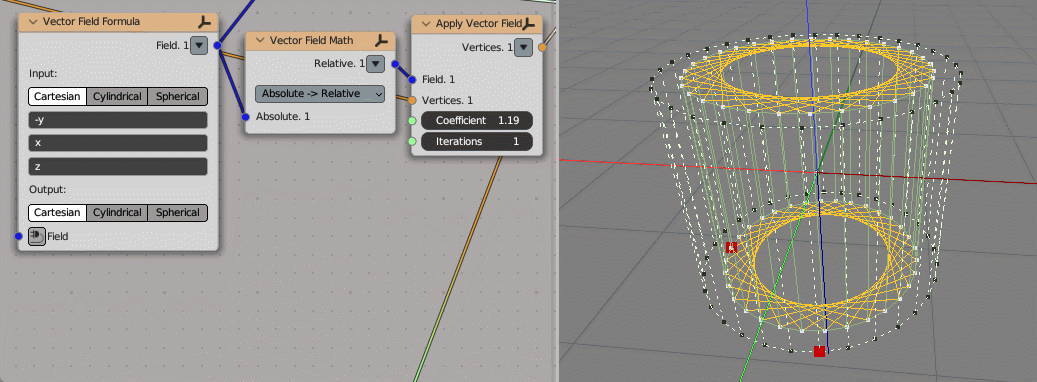 Vector Field Formula
Field. 1
Input:
Cartesian Cylindrical Spherical
-y
x
z
Output:
Cartesian Cylindrical Spherical
Field
Vector Field Math
Relative. 1
Absolute -> Relative
Absolute. 1
Apply Vector Field
Vertices. 1
Field. 1
Vertices. 1
Coefficient 1.19
Iterations 1